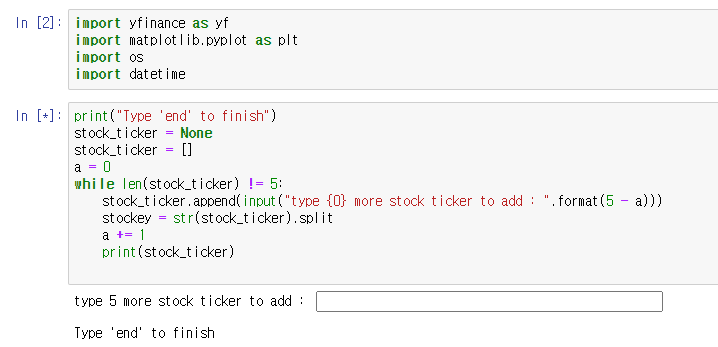 In [2]: import yfinance as yf
import matplotlib.pyplot as plt
import os
import datetime
In [*]: print("Type 'end' to finish")
stock_ticker = None
stock_ticker = []
a = 0
while len(stock_ticker) != 5:
    stock_ticker.append(input("type {0} more stock ticker to add : ".format(5 - a)))
    stockey = str(stock_ticker).split
    a += 1
    print(stock_ticker)
type 5 more stock ticker to add :
Type 'end' to finish